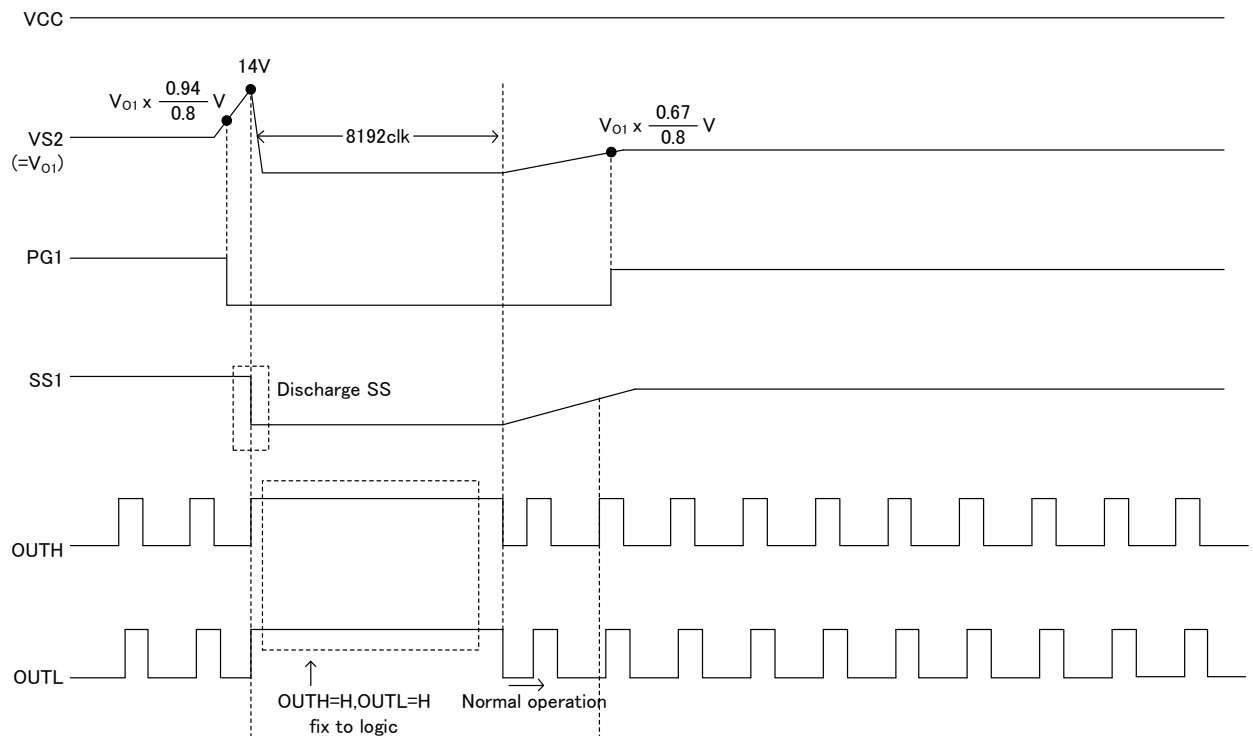 VCC
14V
V₀₁ x 0.94/0.8 V
VS2
(=V₀₁)
8192clk
V₀₁ x 0.67/0.8 V
PG1
SS1
Discharge SS
OUTH
OUTL
OUTH=H,OUTL=H
fix to logic
Normal operation